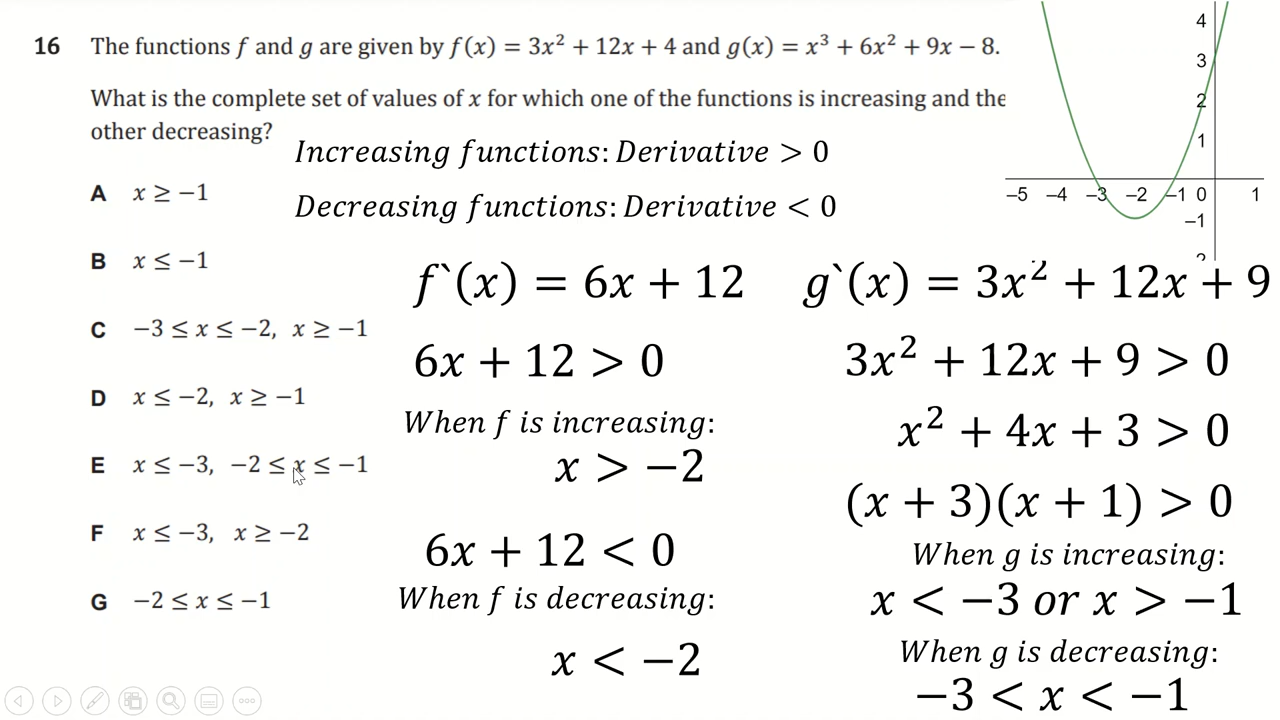 16 The functions f and g are given by f(x) = 3x² + 12x + 4 and g(x) = x³ + 6x² + 9x − 8.
What is the complete set of values of x for which one of the functions is increasing and the
other decreasing?
Increasing functions: Derivative > 0
Decreasing functions: Derivative < 0
A x ≥ −1
B x ≤ −1
C −3 ≤ x ≤ −2, x ≥ −1
D x ≤ −2, x ≥ −1
E x ≤ −3, −2 ≤ x ≤ −1
F x ≤ −3, x ≥ −2
G −2 ≤ x ≤ −1
f`(x) = 6x + 12
6x + 12 > 0
When f is increasing:
x > −2
6x + 12 < 0
When f is decreasing:
x < −2
g`(x) = 3x² + 12x + 9
3x² + 12x + 9 > 0
x² + 4x + 3 > 0
(x + 3)(x + 1) > 0
When g is increasing:
x < −3 or x > −1
When g is decreasing:
−3 < x < −1
4
3
2
1
−5 −4 −3 −2 −1 0 1
−1